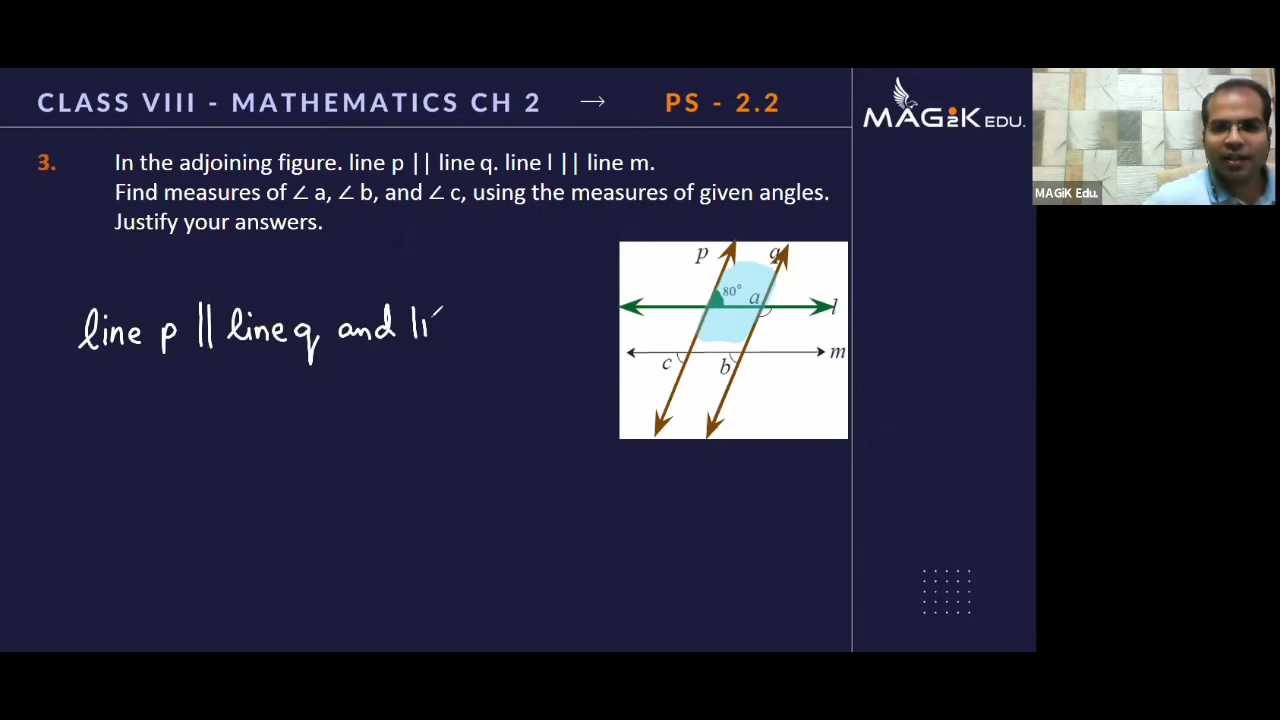 CLASS VIII - MATHEMATICS CH 2 → PS - 2.2
MAGiK EDU.
MAGiK Edu.
3. In the adjoining figure. line p || line q. line l || line m.
Find measures of ∠ a, ∠ b, and ∠ c, using the measures of given angles.
Justify your answers.
p q
80° a l
c b m
line p || line q and